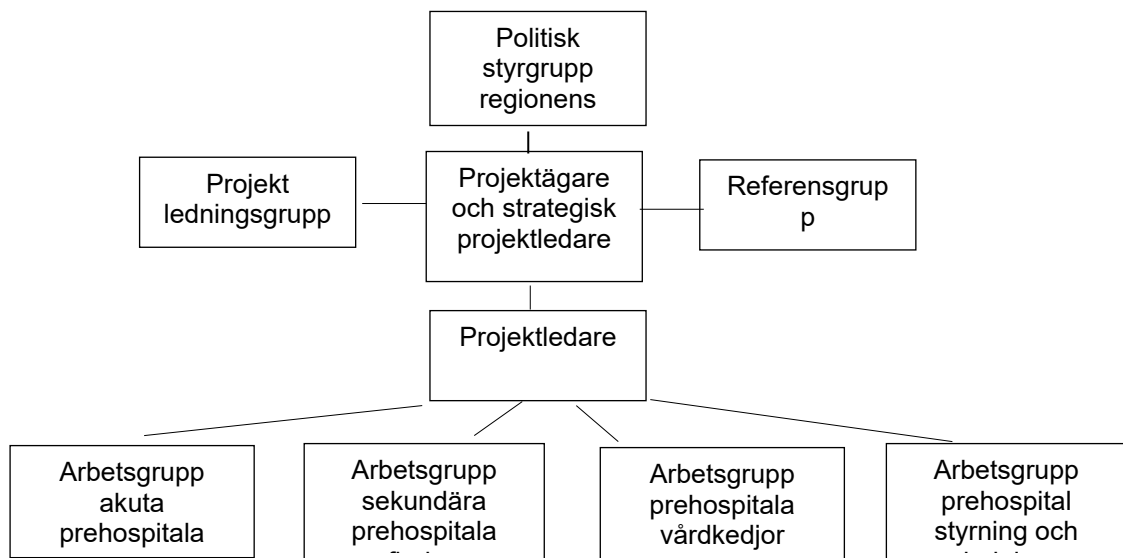 Politisk
styrgrupp
regionens
Projekt
ledningsgrupp
Projektägare
och strategisk
projektledare
Referensgrup
p
Projektledare
Arbetsgrupp
akuta
prehospitala
Arbetsgrupp
sekundära
prehospitala
Arbetsgrupp
prehospitala
vårdkedjor
Arbetsgrupp
prehospital
styrning och